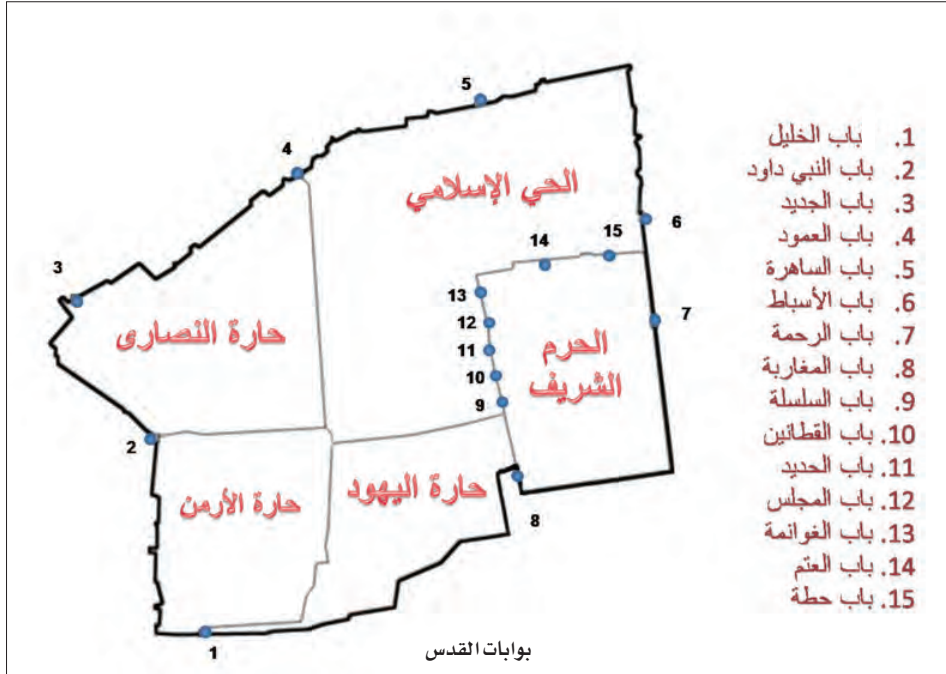 5
4
3
6
7
15
14
13
12
11
10
9
2
8
1
الحي الإسلامي
حارة النصارى
الحرم
الشريف
حارة الأرمن
حارة اليهود
1. باب الخليل
2. باب النبي داود
3. باب الجديد
4. باب العمود
5. باب الساهرة
6. باب الأسباط
7. باب الرحمة
8. باب المغاربة
9. باب السلسلة
10. باب القطانين
11. باب الحديد
12. باب المجلس
13. باب الغوانمة
14. باب العتم
15. باب حطة
بوابات القدس